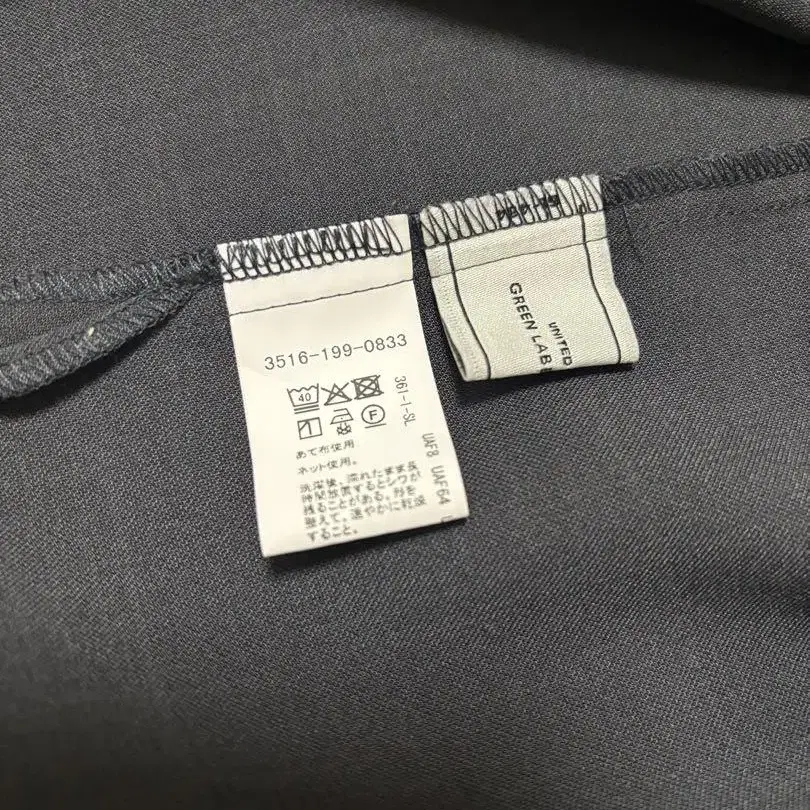 3516-199-0833
40
F
361-1-SL
UAF8 UAF64
あて布使用
ネット使用。
洗濯後、濡れたまま長
時間放置するとシワが
残ることがある。形を
整えて、速やかに乾燥
すること。
UNITED
GREEN LABE